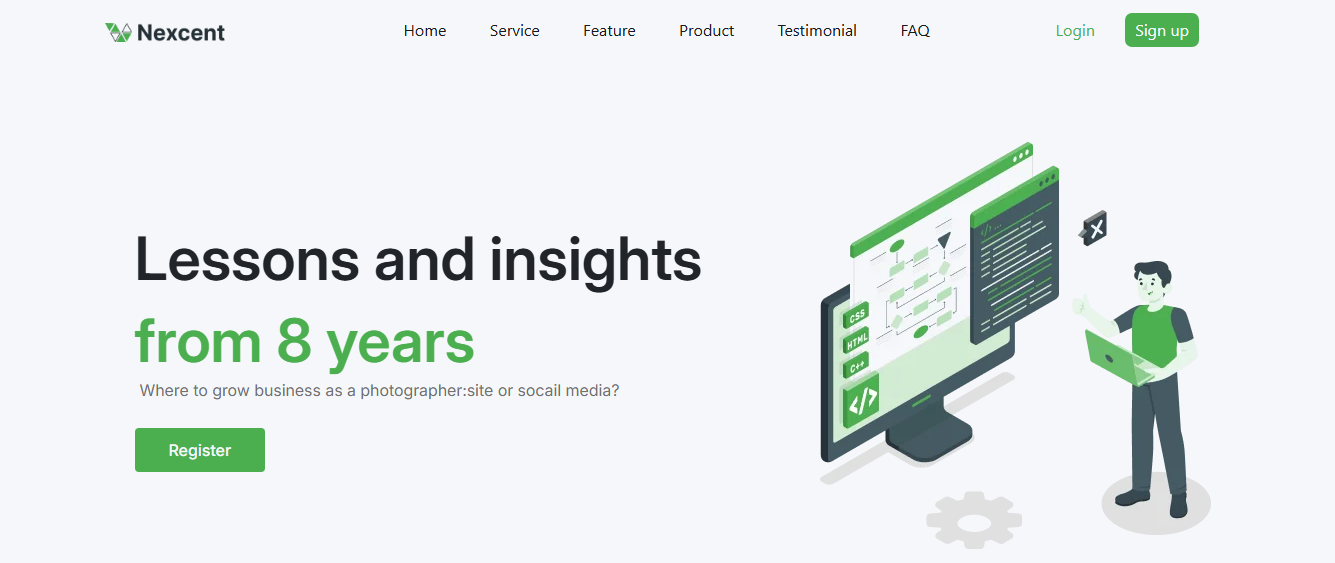 Nexcent
Home Service Feature Product Testimonial FAQ
Login Sign up
Lessons and insights
from 8 years
Where to grow business as a photographer:site or socail media?
Register
</> ...
CSS
HTML
C++
</>
X